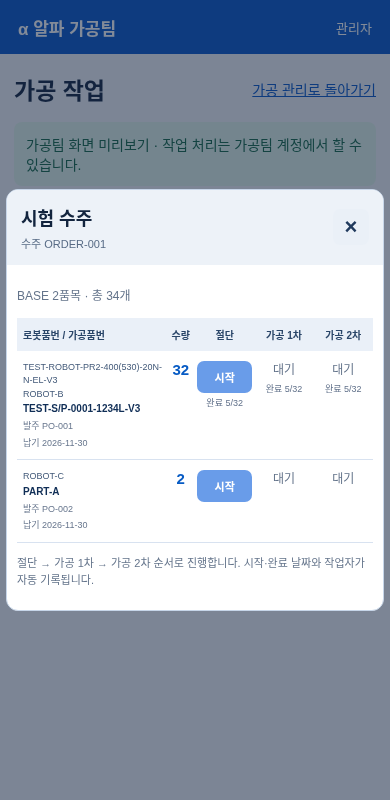 α 알파 가공팀
관리자
가공 작업
가공 관리로 돌아가기
가공팀 화면 미리보기 · 작업 처리는 가공팀 계정에서 할 수
있습니다.
시험 수주
수주 ORDER-001
×
BASE 2품목 · 총 34개
로봇품번 / 가공품번 수량 절단 가공 1차 가공 2차
TEST-ROBOT-PR2-400(530)-20N-
N-EL-V3
ROBOT-B
TEST-S/P-0001-1234L-V3
발주 PO-001
납기 2026-11-30
32
시작
완료 5/32
대기
완료 5/32
대기
완료 5/32
ROBOT-C
PART-A
발주 PO-002
납기 2026-11-30
2
시작
대기
대기
절단 → 가공 1차 → 가공 2차 순서로 진행합니다. 시작·완료 날짜와 작업자가
자동 기록됩니다.